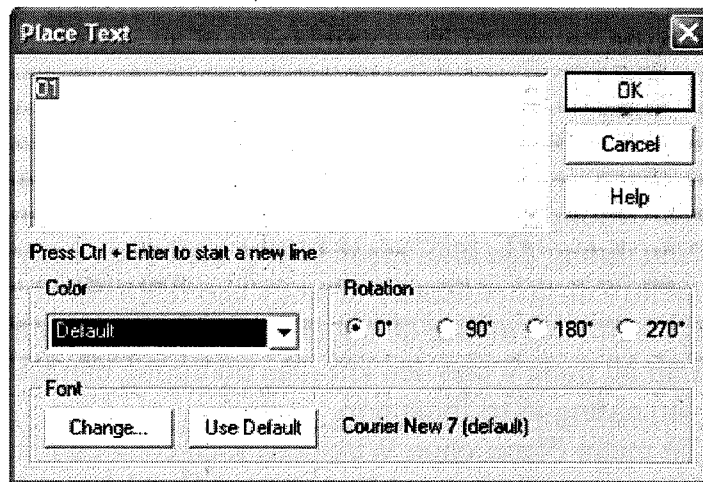 Place Text
01
OK
Cancel
Help
Press Ctrl + Enter to start a new line
Color
Default
Rotation
0° 90° 180° 270°
Font
Change... Use Default Courier New 7 (default)